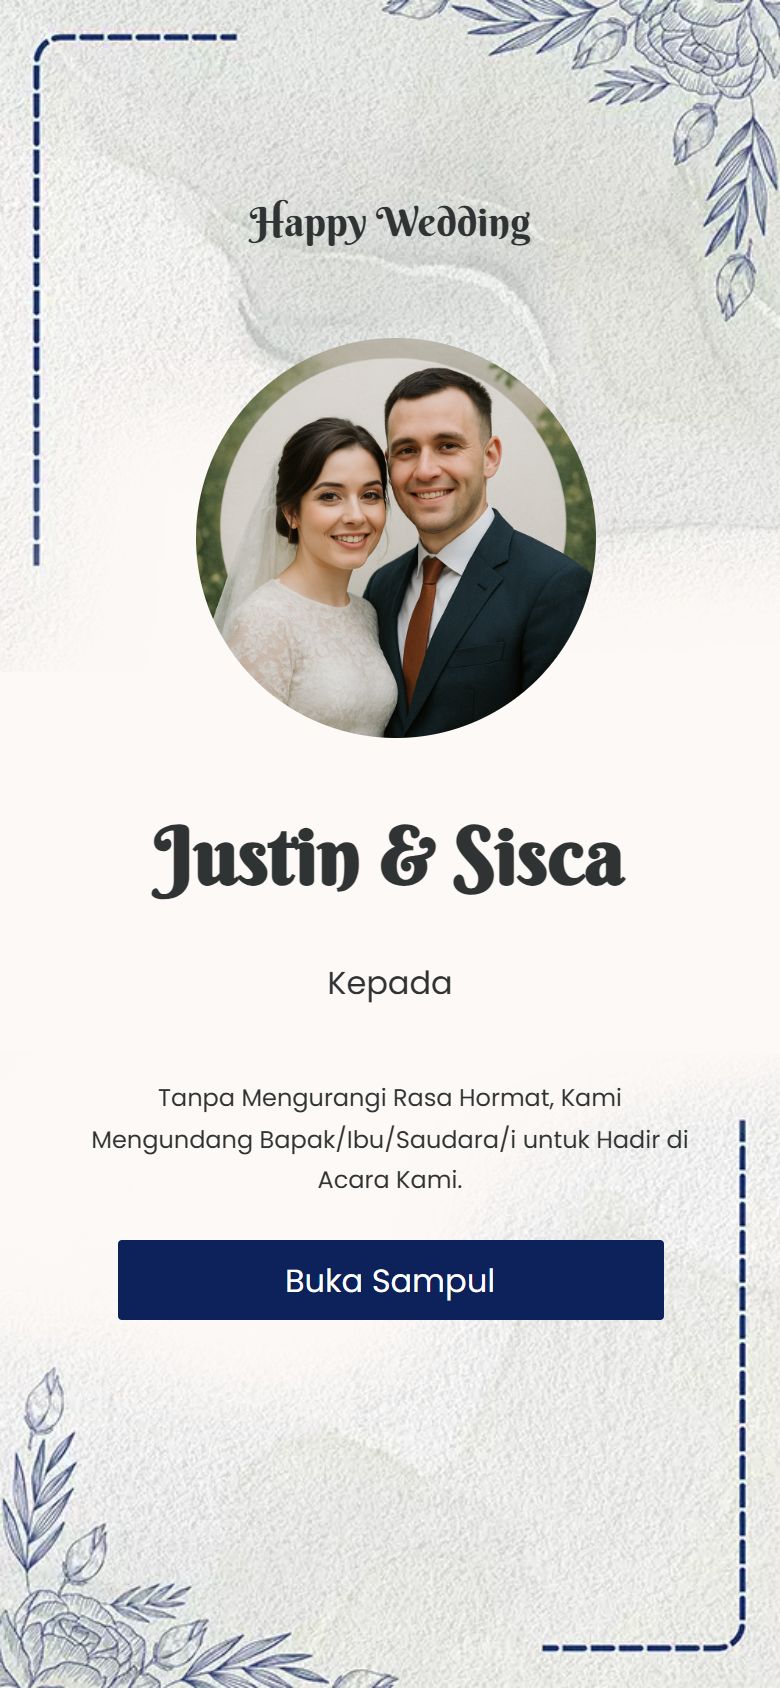 Happy Wedding
Justin & Sisca
Kepada
Tanpa Mengurangi Rasa Hormat, Kami
Mengundang Bapak/Ibu/Saudara/i untuk Hadir di
Acara Kami.
Buka Sampul